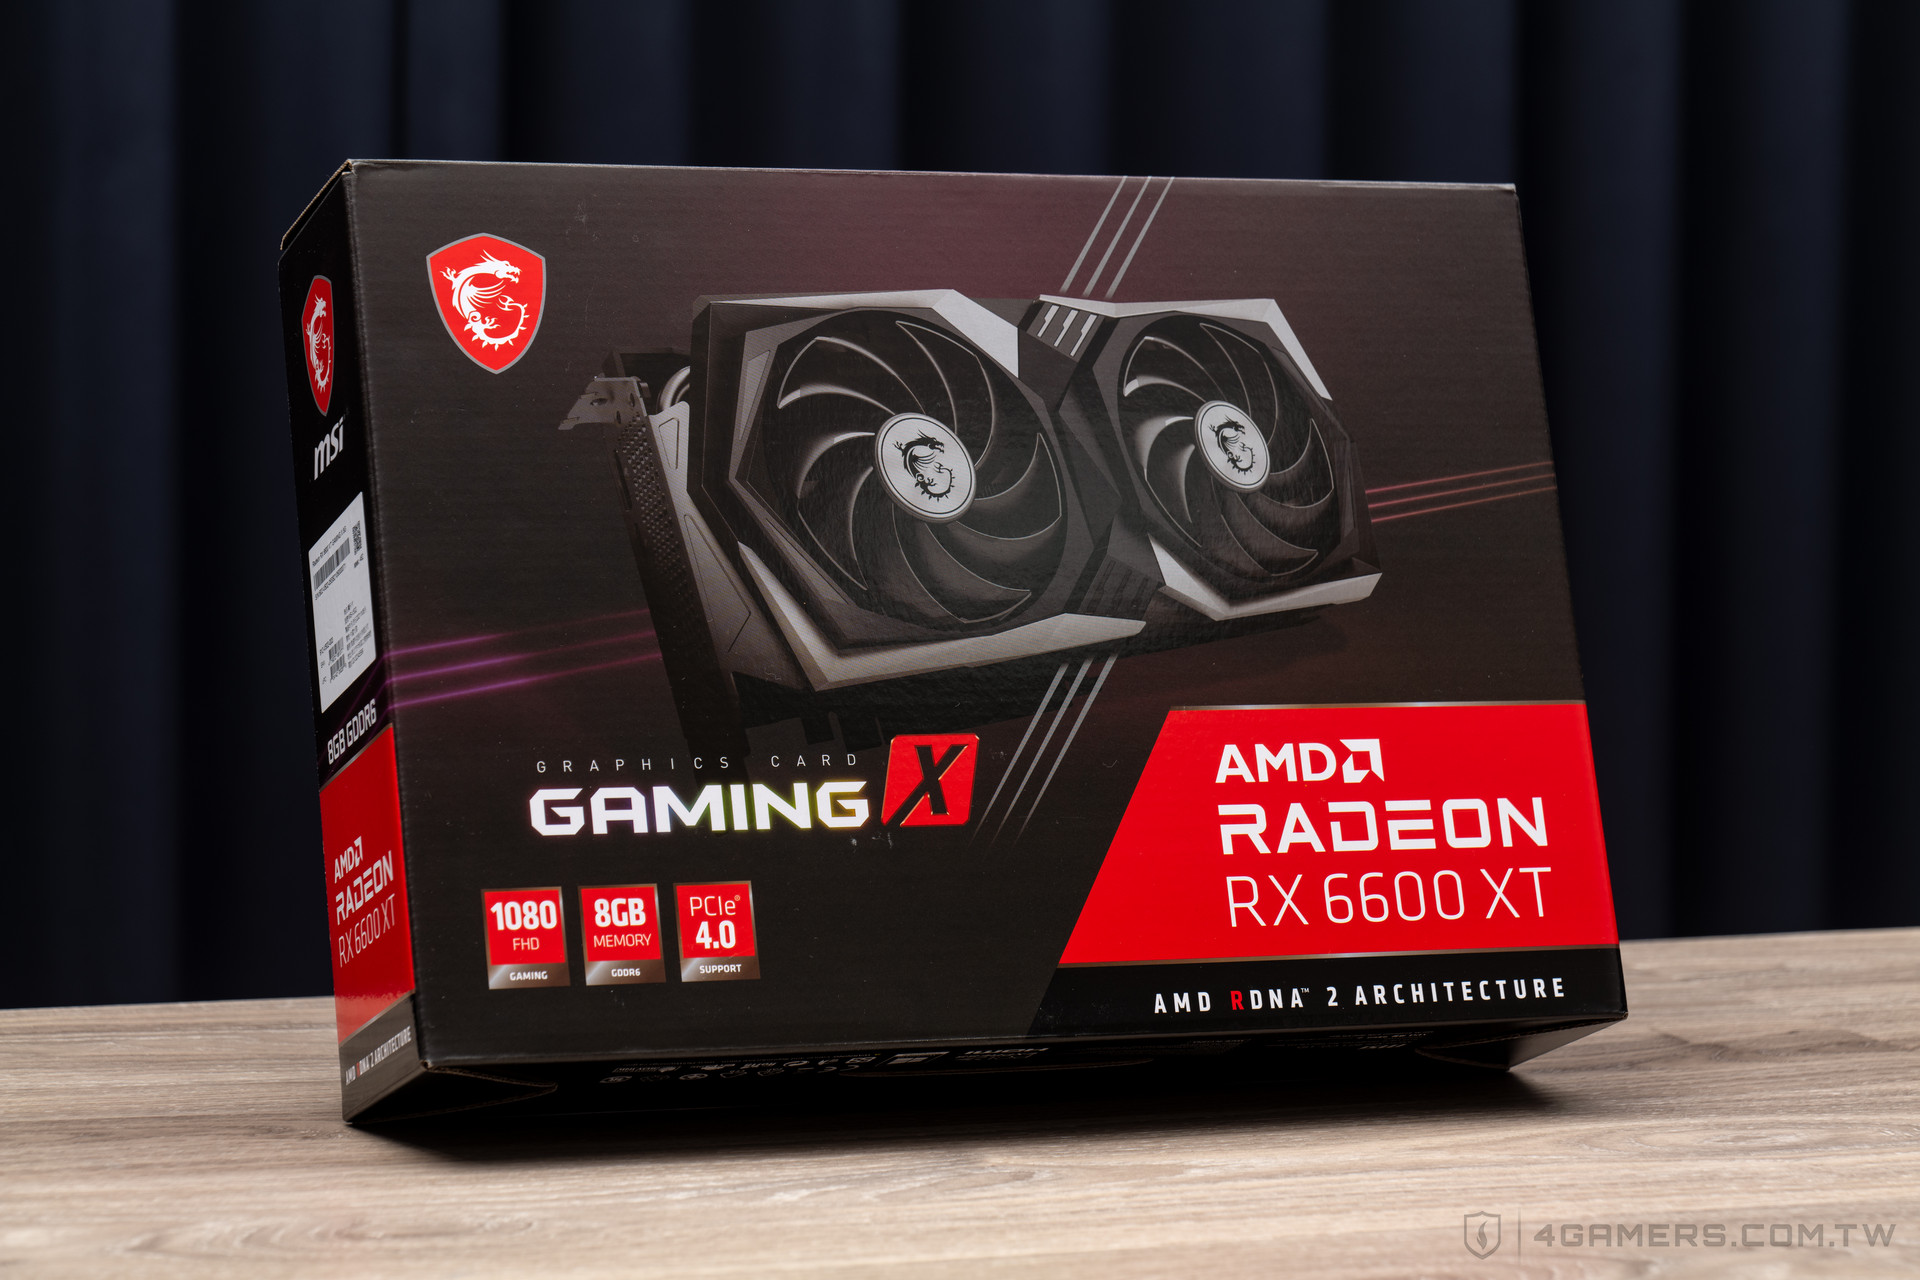 msi
8GB GDDR6
AMD
RADEON
RX 6600 XT
AMD RDNA 2 ARCHITECTURE
GRAPHICS CARD
GAMING X
1080
FHD
GAMING
8GB
MEMORY
GDDR6
PCIe®
4.0
SUPPORT
AMD
RADEON
RX 6600 XT
AMD RDNA™ 2 ARCHITECTURE
4GAMERS.COM.TW